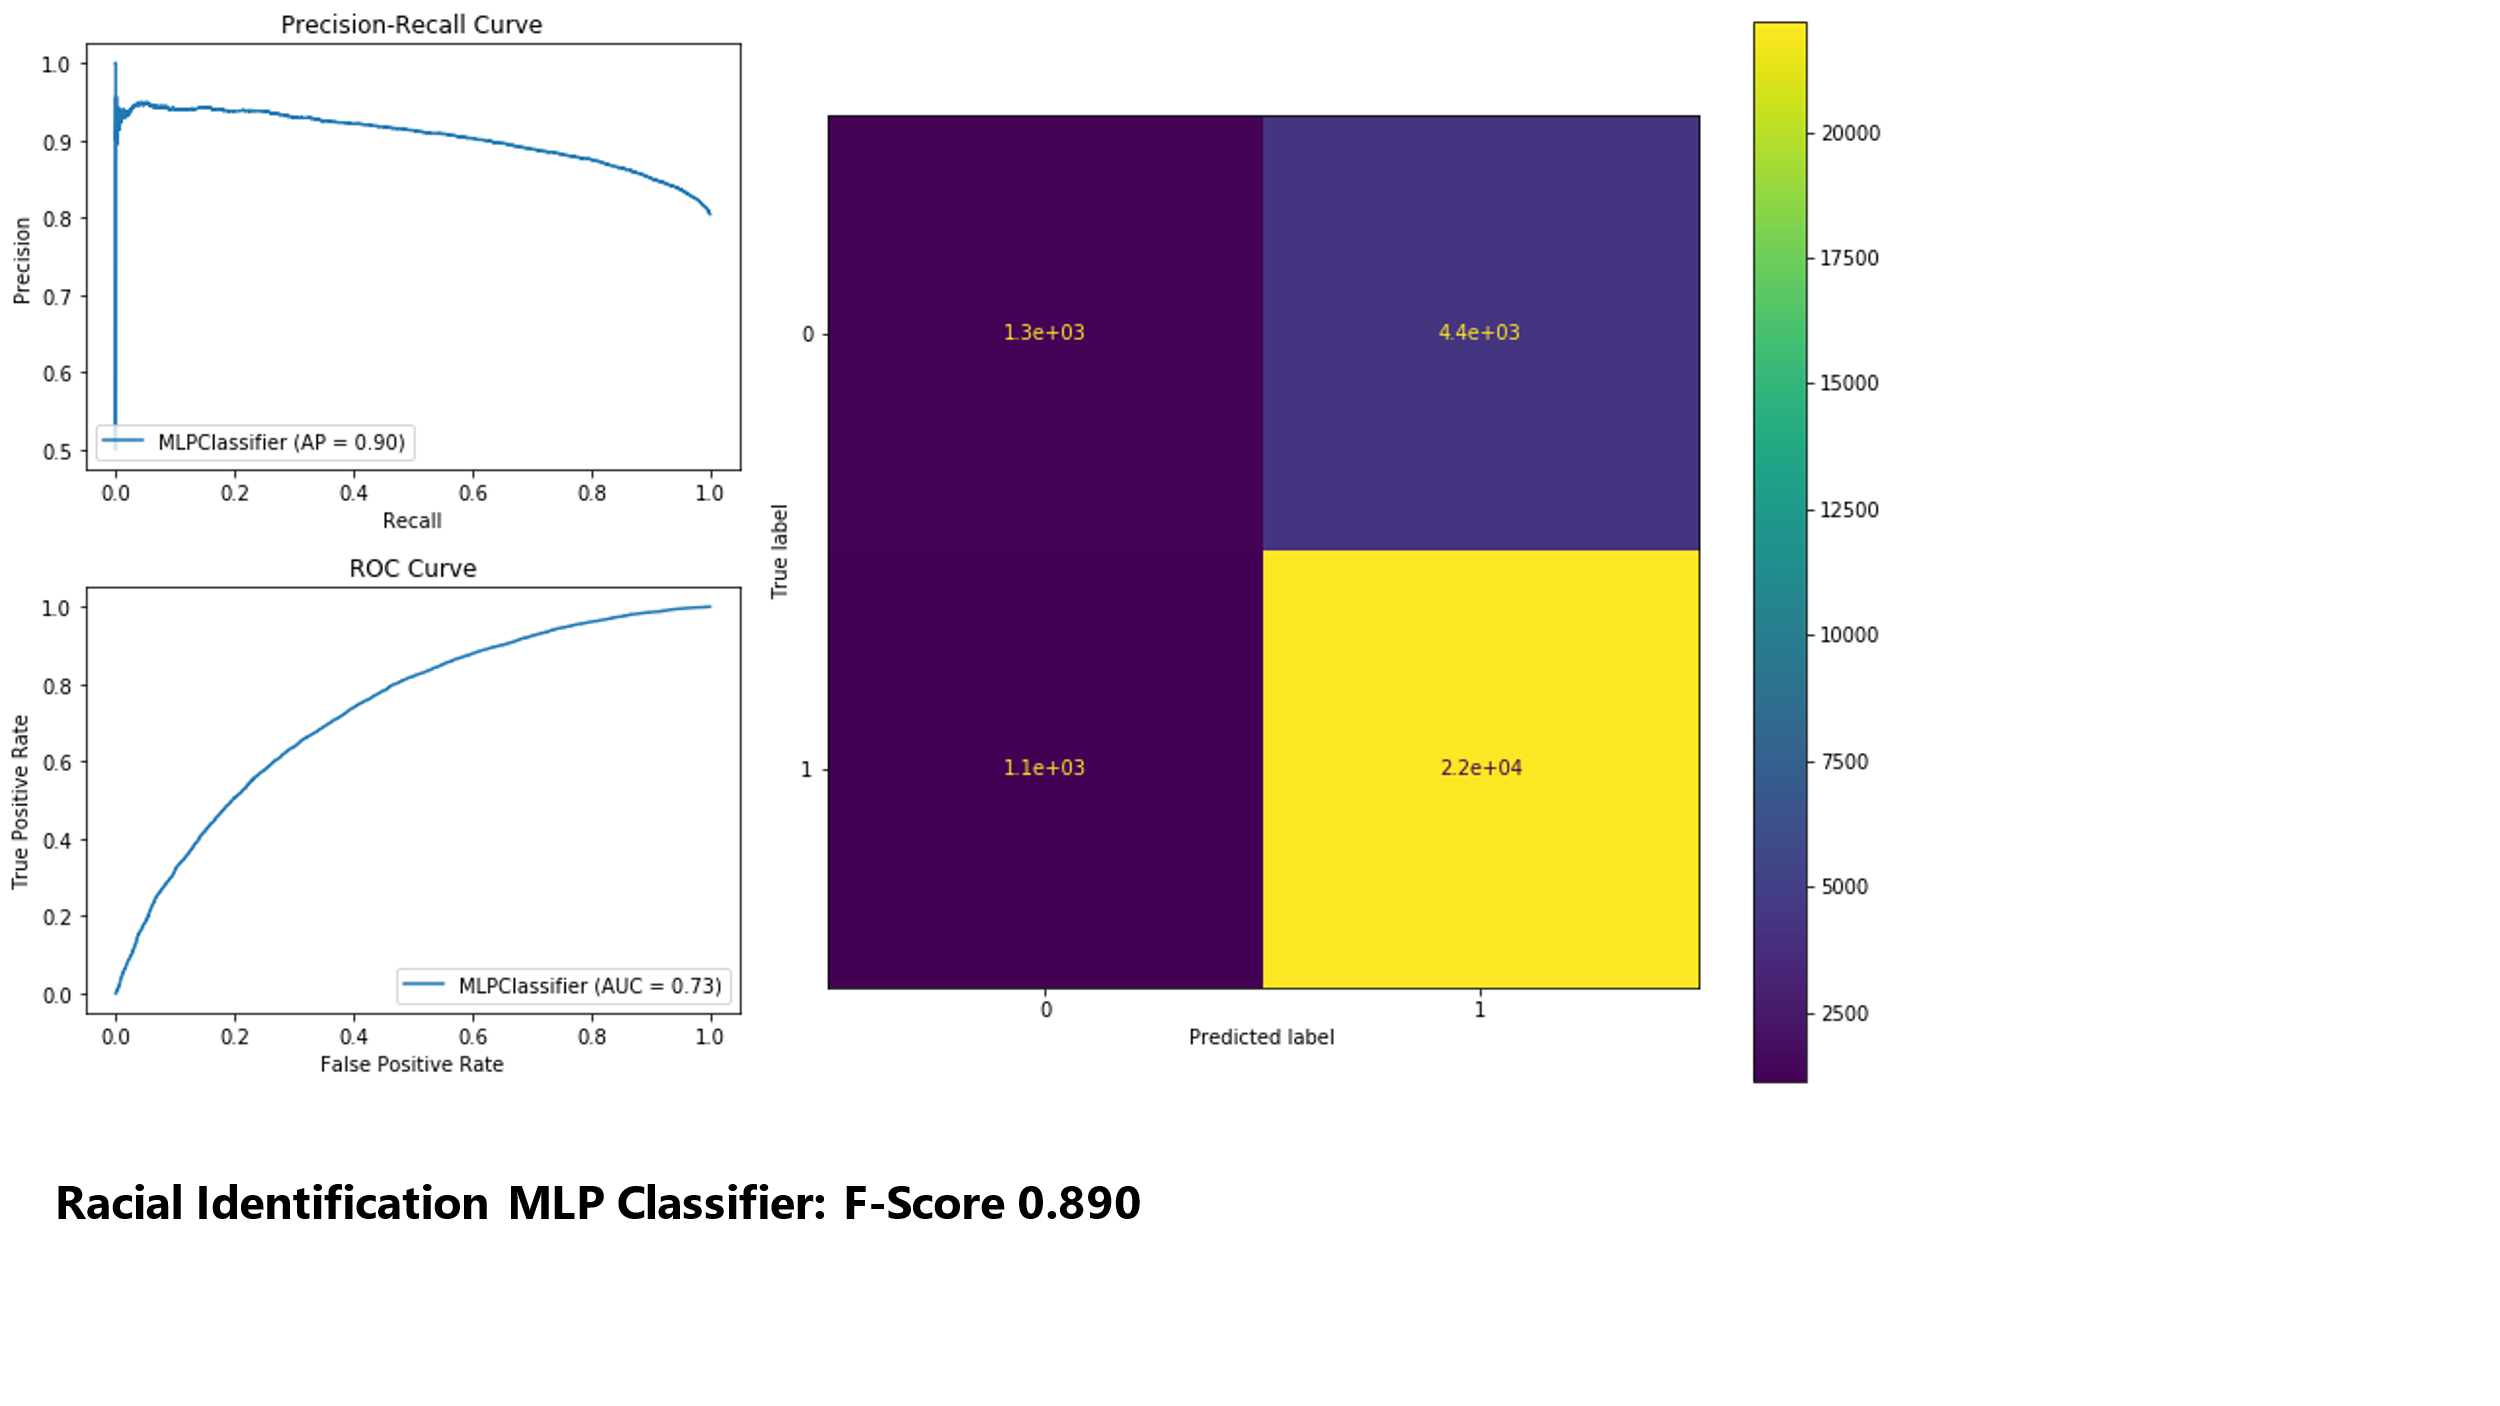 Precision-Recall Curve
1.0
0.9
0.8
0.7
0.6
0.5
Precision
MLPClassifier (AP = 0.90)
0.0 0.2 0.4 0.6 0.8 1.0
Recall
ROC Curve
1.0
0.8
0.6
0.4
0.2
0.0
True Positive Rate
MLPClassifier (AUC = 0.73)
0.0 0.2 0.4 0.6 0.8 1.0
False Positive Rate
True label
0
1
1.3e+03 4.4e+03
1.1e+03 2.2e+04
0 1
Predicted label
20000
17500
15000
12500
10000
7500
5000
2500
Racial Identification MLP Classifier: F-Score 0.890